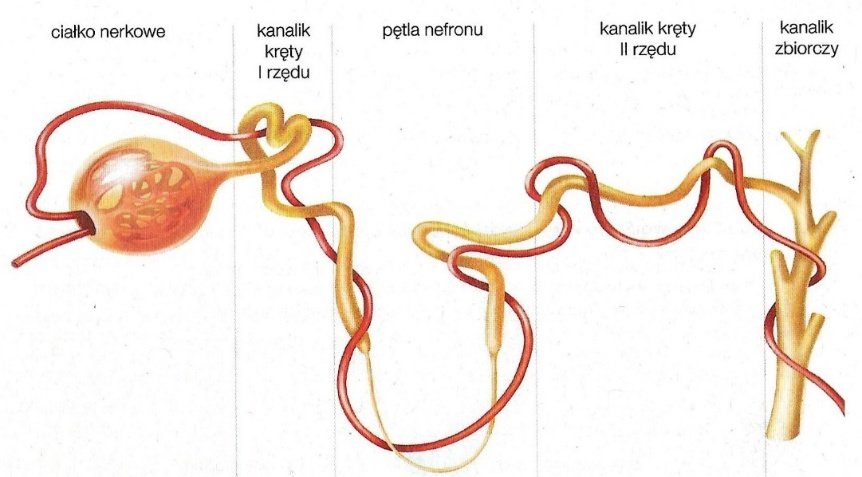 ciałko nerkowe
kanalik
kręty
I rzędu
pętla nefronu
kanalik kręty
II rzędu
kanalik
zbiorczy